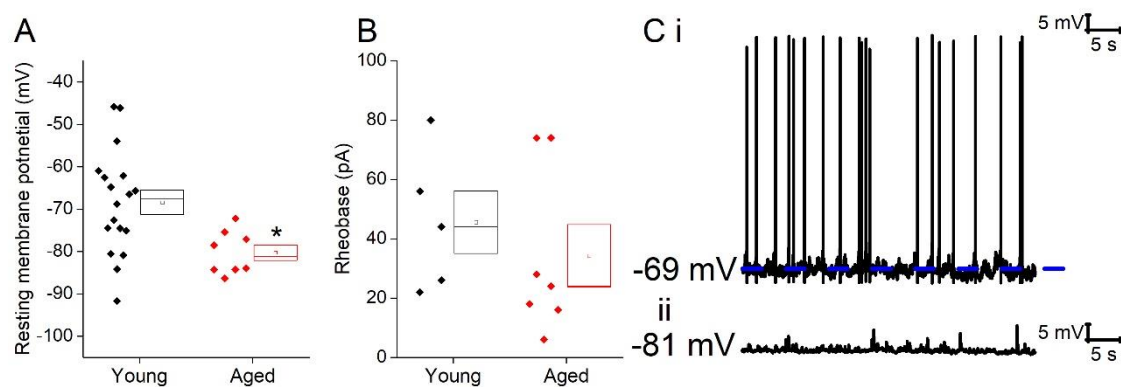 A
Resting membrane potnetial (mV)
-40
-50
-60
-70
-80
-90
-100
*
Young Aged
B
Rheobase (pA)
100
80
60
40
20
0
Young Aged
C i
5 mV
5 s
-69 mV
ii
-81 mV
5 mV
5 s